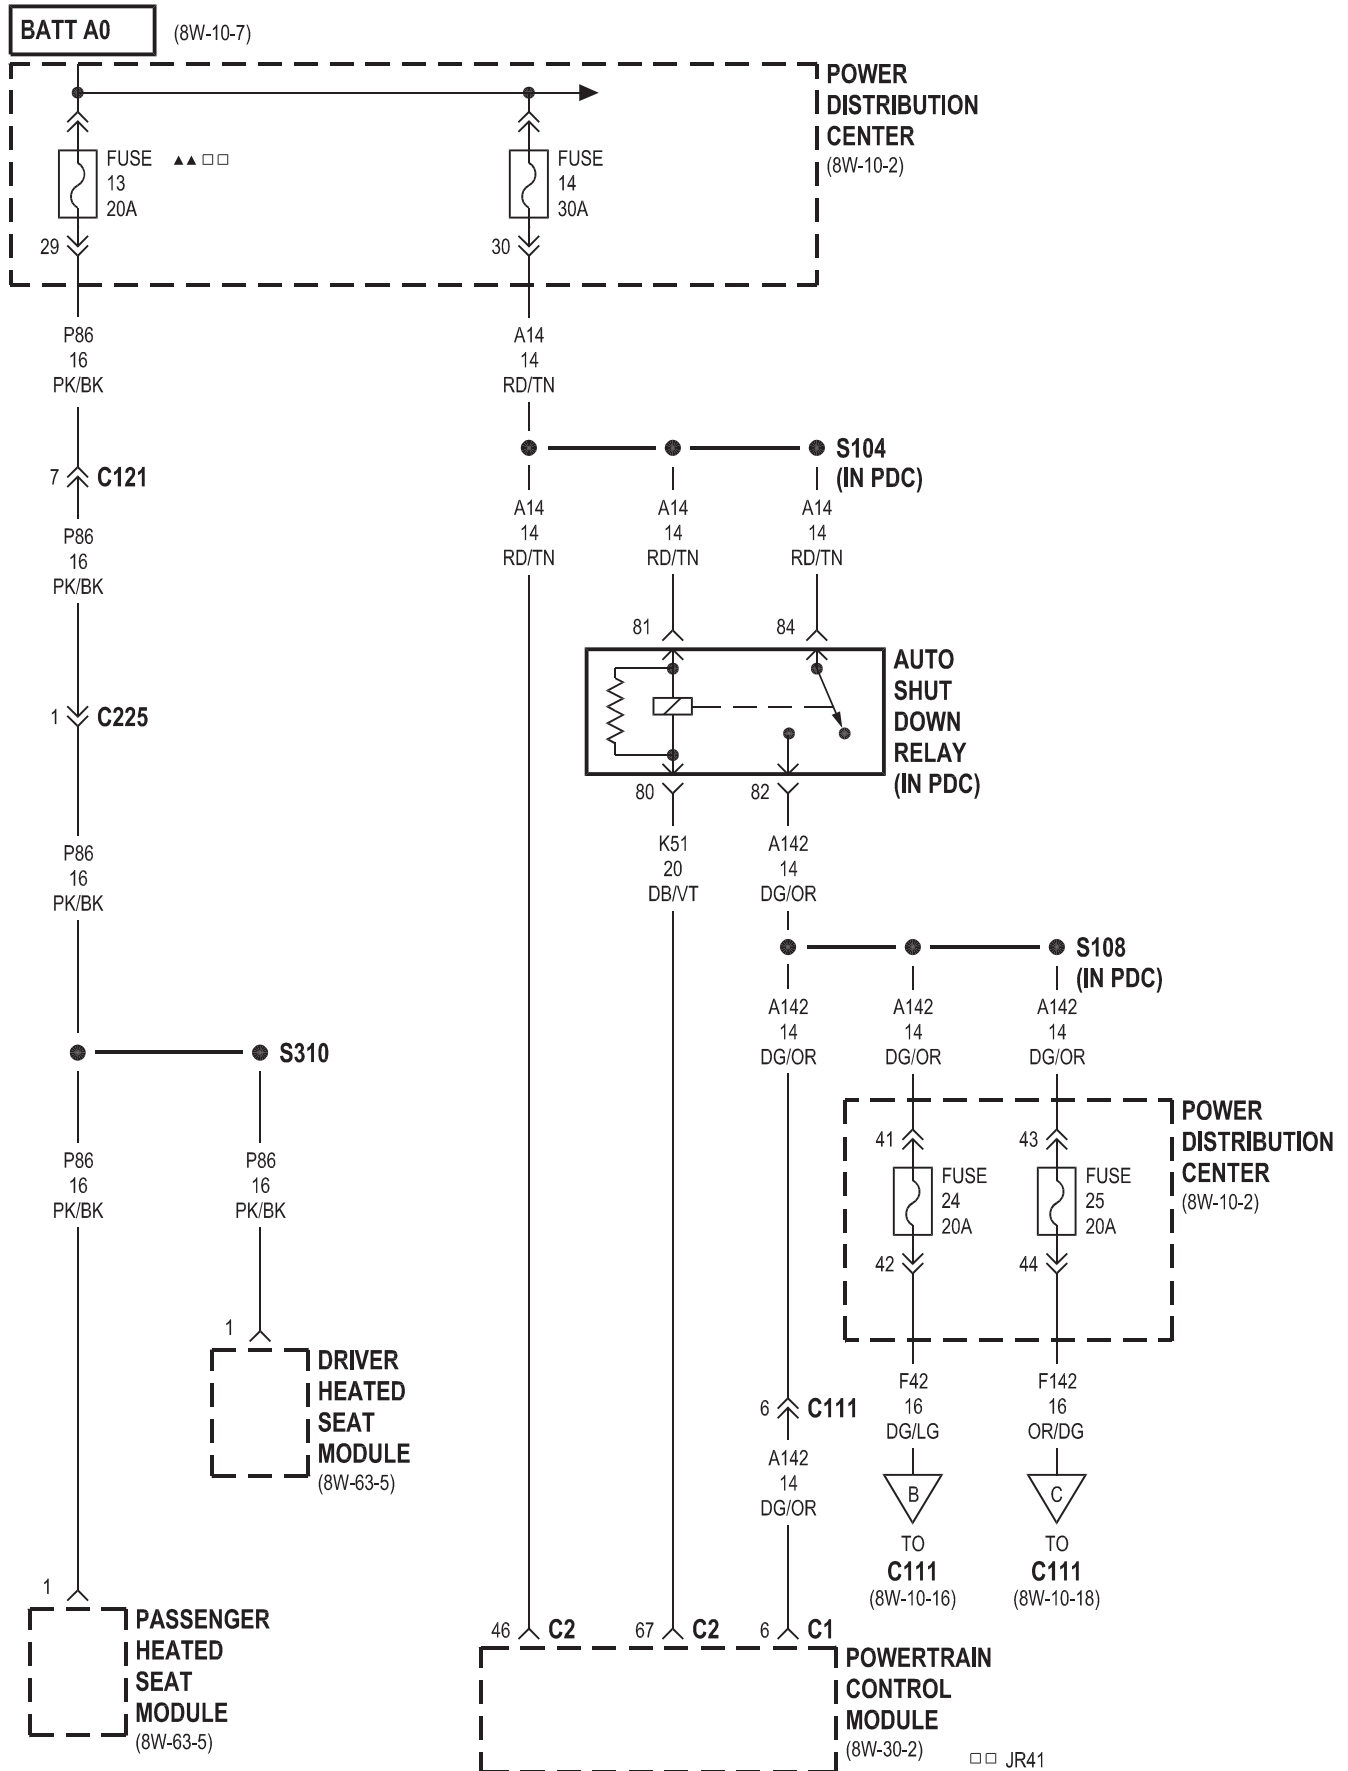 BATT A0
(8W-10-7)
POWER
DISTRIBUTION
CENTER
(8W-10-2)
FUSE ▲▲□□
13
20A
FUSE
14
30A
29
30
P86
16
PK/BK
A14
14
RD/TN
S104
(IN PDC)
7
C121
P86
16
PK/BK
A14
14
RD/TN
A14
14
RD/TN
A14
14
RD/TN
81
84
AUTO
SHUT
DOWN
RELAY
(IN PDC)
1
C225
80
82
P86
16
PK/BK
K51
20
DB/VT
A142
14
DG/OR
S108
(IN PDC)
A142
14
DG/OR
A142
14
DG/OR
A142
14
DG/OR
S310
POWER
DISTRIBUTION
CENTER
(8W-10-2)
41
43
P86
16
PK/BK
P86
16
PK/BK
FUSE
24
20A
FUSE
25
20A
42
44
1
DRIVER
HEATED
SEAT
MODULE
(8W-63-5)
F42
16
DG/LG
F142
16
OR/DG
6
C111
A142
14
DG/OR
B
C
TO
C111
(8W-10-16)
TO
C111
(8W-10-18)
1
PASSENGER
HEATED
SEAT
MODULE
(8W-63-5)
46
C2
67
C2
6
C1
POWERTRAIN
CONTROL
MODULE
(8W-30-2)
□□ JR41